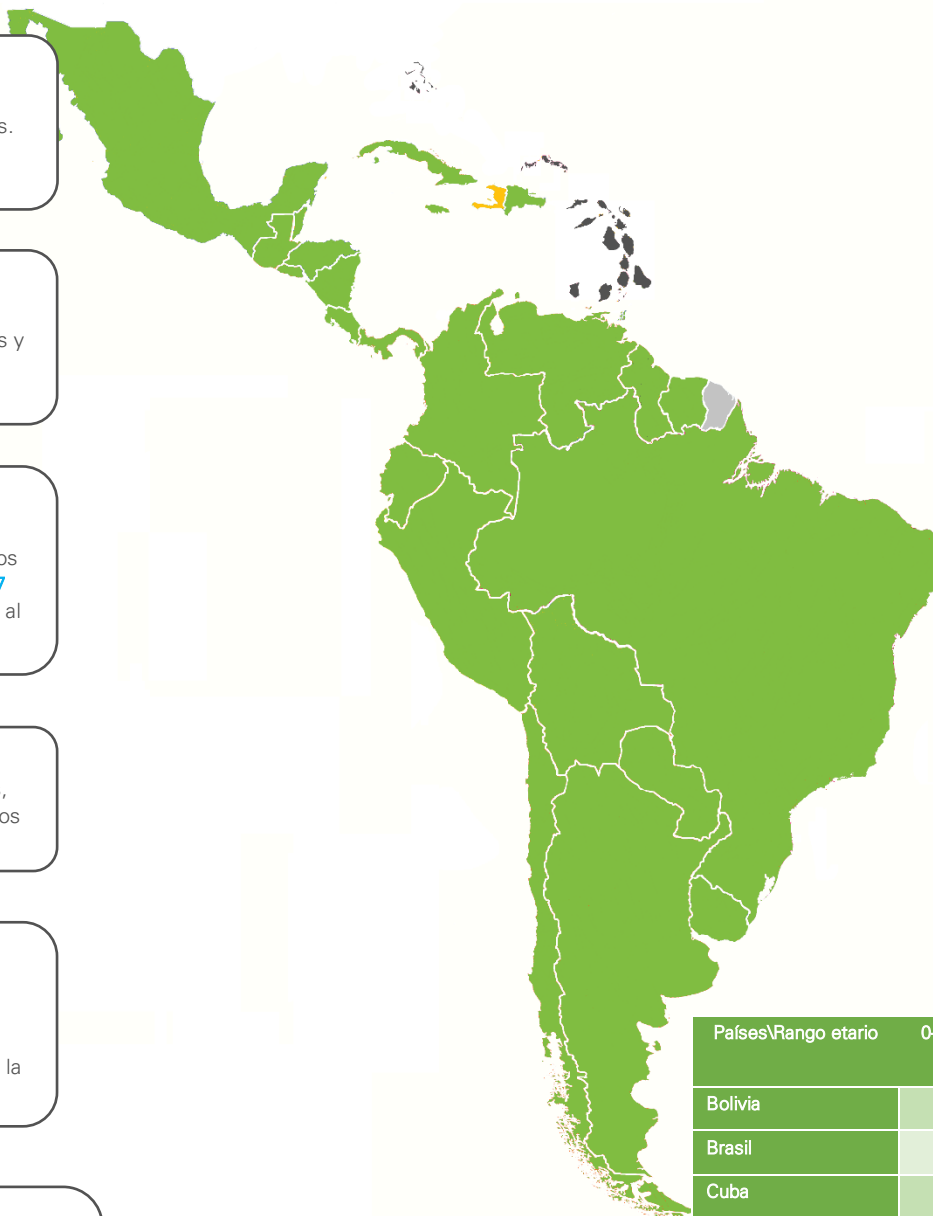 s.
s y
os
7
al
,
os
la
Países\Rango etario 0-
Bolivia
Brasil
Cuba